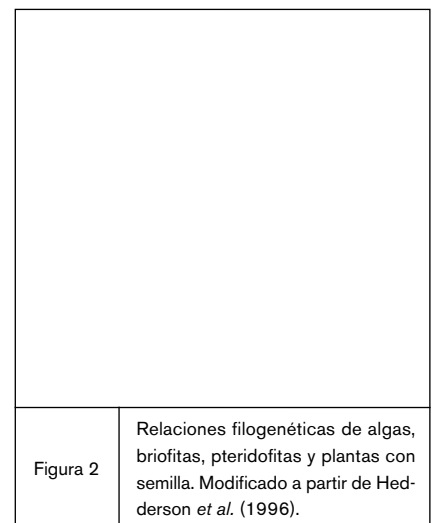 Figura 2
Relaciones filogenéticas de algas,
briofitas, pteridofitas y plantas con
semilla. Modificado a partir de Hed-
derson et al. (1996).